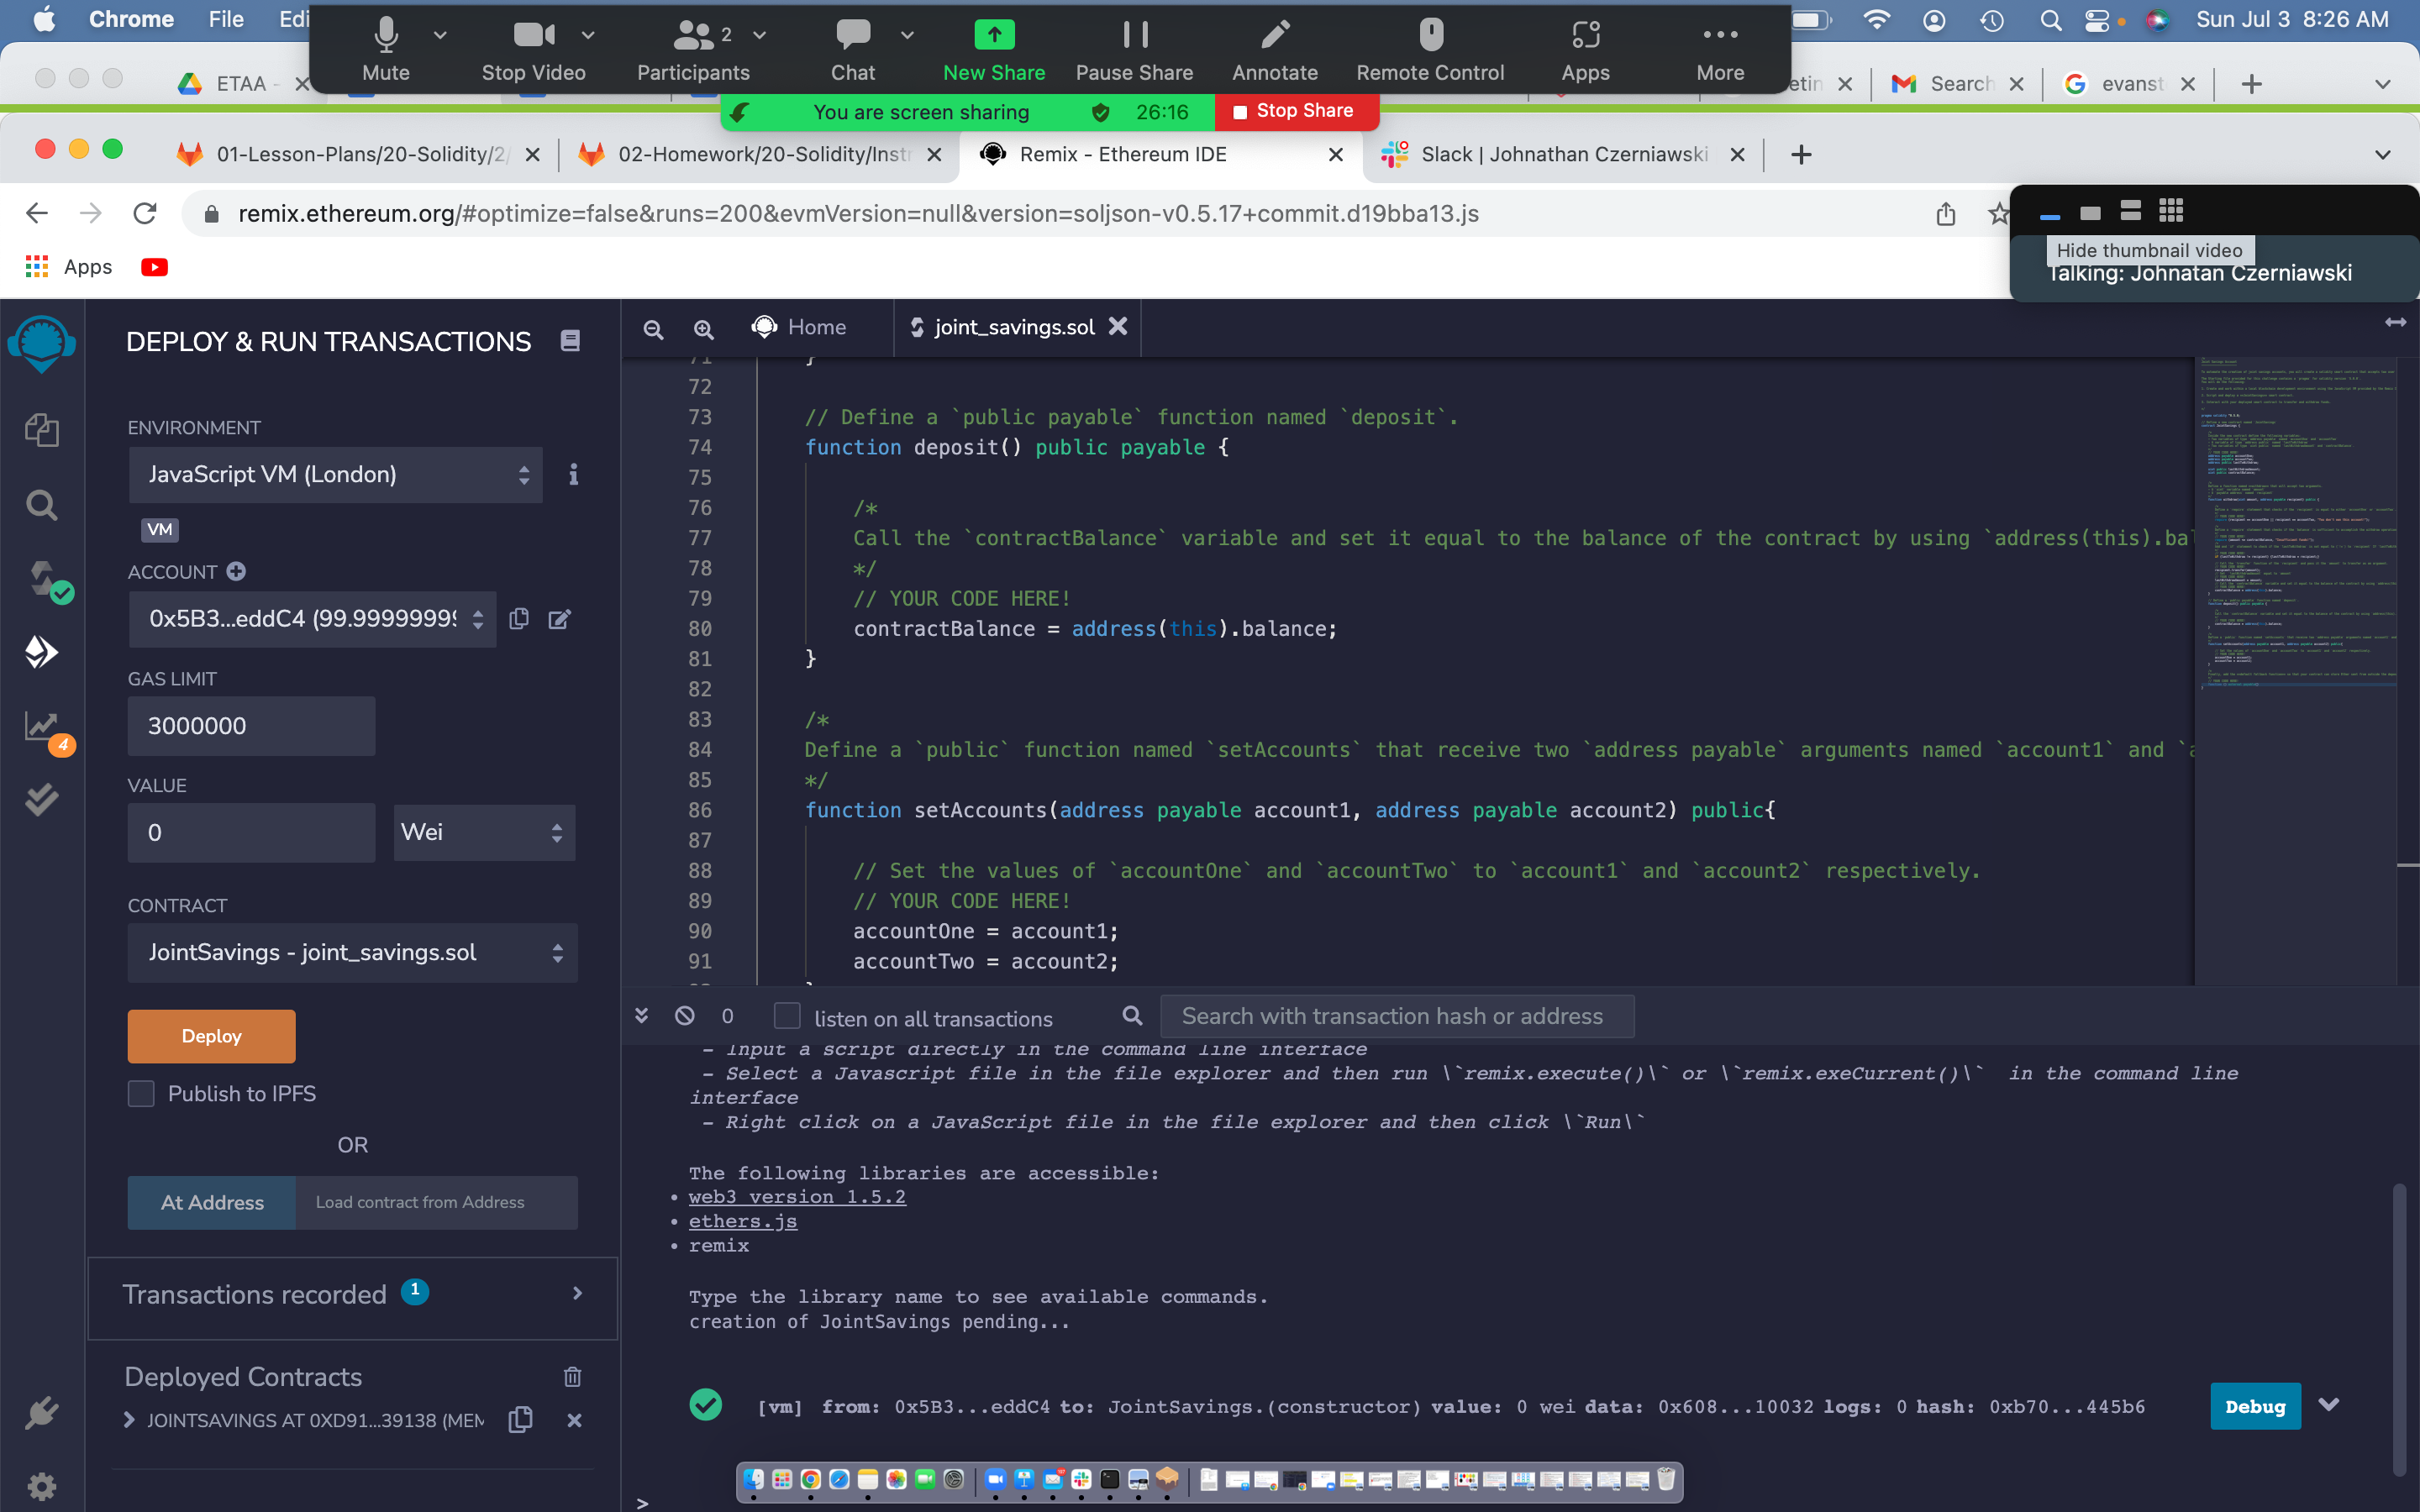 Chrome File Edi
Sun Jul 3 8:26 AM
Mute
Stop Video
2
Participants
Chat
New Share
Pause Share
Annotate
Remote Control
Apps
More
ETAA -
etin
Search
evanst
You are screen sharing
26:16
Stop Share
01-Lesson-Plans/20-Solidity/2/
02-Homework/20-Solidity/Instr
Remix - Ethereum IDE
Slack | Johnathan Czerniawski
remix.ethereum.org/#optimize=false&runs=200&evmVersion=null&version=soljson-v0.5.17+commit.d19bba13.js
Hide thumbnail video
Talking: Johnatan Czerniawski
Apps
DEPLOY & RUN TRANSACTIONS
ENVIRONMENT
JavaScript VM (London)
VM
ACCOUNT
0x5B3...eddC4 (99.99999999
GAS LIMIT
3000000
VALUE
0
Wei
CONTRACT
JointSavings - joint_savings.sol
Deploy
Publish to IPFS
OR
At Address
Load contract from Address
Transactions recorded 1
Deployed Contracts
JOINTSAVINGS AT 0XD91...39138 (MEM
4
Home
joint_savings.sol
71 }
72
73 // Define a `public payable` function named `deposit`.
74 function deposit() public payable {
75
76 /*
77 Call the `contractBalance` variable and set it equal to the balance of the contract by using `address(this).bal
78 */
79 // YOUR CODE HERE!
80 contractBalance = address(this).balance;
81 }
82
83 /*
84 Define a `public` function named `setAccounts` that receive two `address payable` arguments named `account1` and `a
85 */
86 function setAccounts(address payable account1, address payable account2) public{
87
88 // Set the values of `accountOne` and `accountTwo` to `account1` and `account2` respectively.
89 // YOUR CODE HERE!
90 accountOne = account1;
91 accountTwo = account2;
0
listen on all transactions
Search with transaction hash or address
- Input a script directly in the command line interface
- Select a Javascript file in the file explorer and then run \`remix.execute()\` or \`remix.exeCurrent()\` in the command line
interface
- Right click on a JavaScript file in the file explorer and then click \`Run\`
The following libraries are accessible:
• web3 version 1.5.2
• ethers.js
• remix
Type the library name to see available commands.
creation of JointSavings pending...
[vm] from: 0x5B3...eddC4 to: JointSavings.(constructor) value: 0 wei data: 0x608...10032 logs: 0 hash: 0xb70...445b6
Debug
>